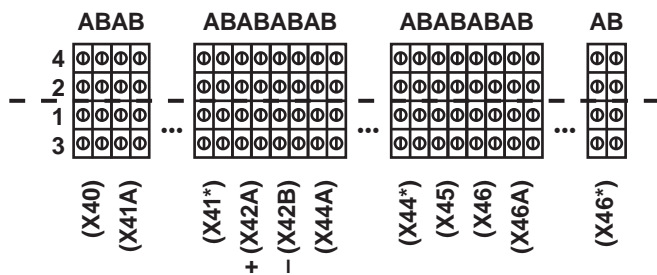 ABAB ABABABAB ABABABAB AB
4
2
1
3
... ... ...
(X40) (X41A) (X41*) (X42A) (X42B) (X44A) (X44*) (X45) (X46) (X46A) (X46*)
+ –